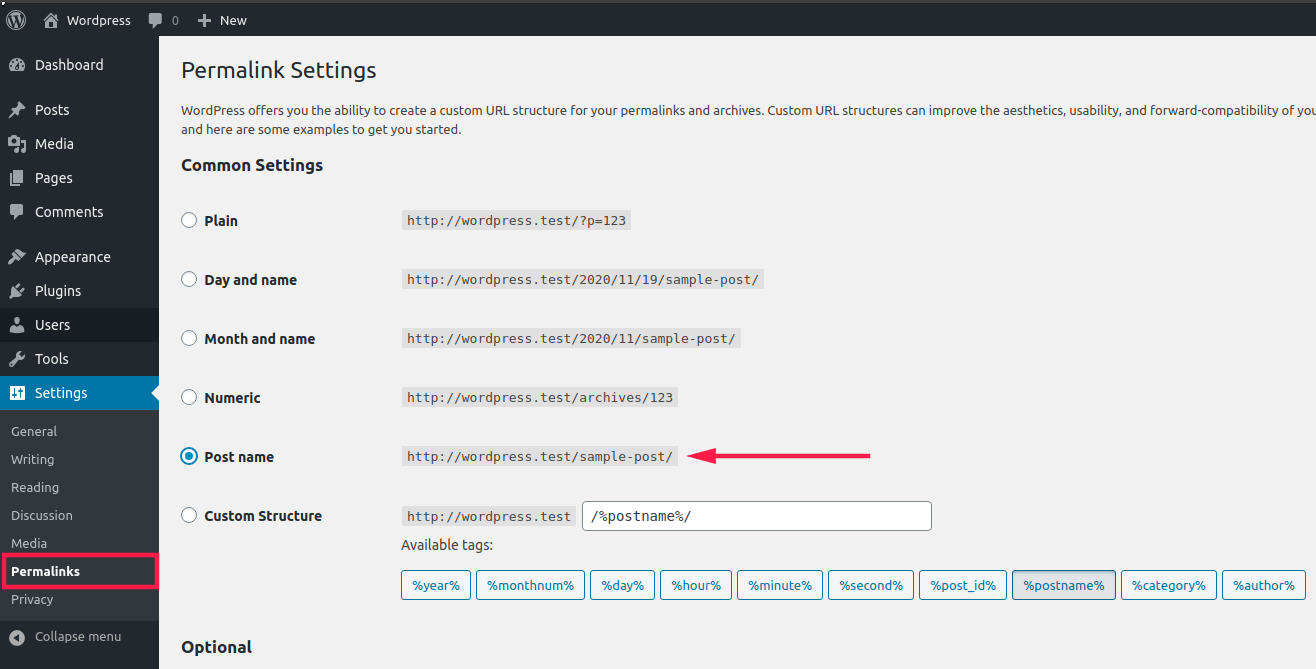 Wordpress 0 New
Dashboard
Posts
Media
Pages
Comments
Appearance
Plugins
Users
Tools
Settings
General
Writing
Reading
Discussion
Media
Permalinks
Privacy
Collapse menu
Permalink Settings
WordPress offers you the ability to create a custom URL structure for your permalinks and archives. Custom URL structures can improve the aesthetics, usability, and forward-compatibility of you
and here are some examples to get you started.
Common Settings
Plain http://wordpress.test/?p=123
Day and name http://wordpress.test/2020/11/19/sample-post/
Month and name http://wordpress.test/2020/11/sample-post/
Numeric http://wordpress.test/archives/123
Post name http://wordpress.test/sample-post/
Custom Structure http://wordpress.test /%postname%/
Available tags:
%year% %monthnum% %day% %hour% %minute% %second% %post_id% %postname% %category% %author%
Optional